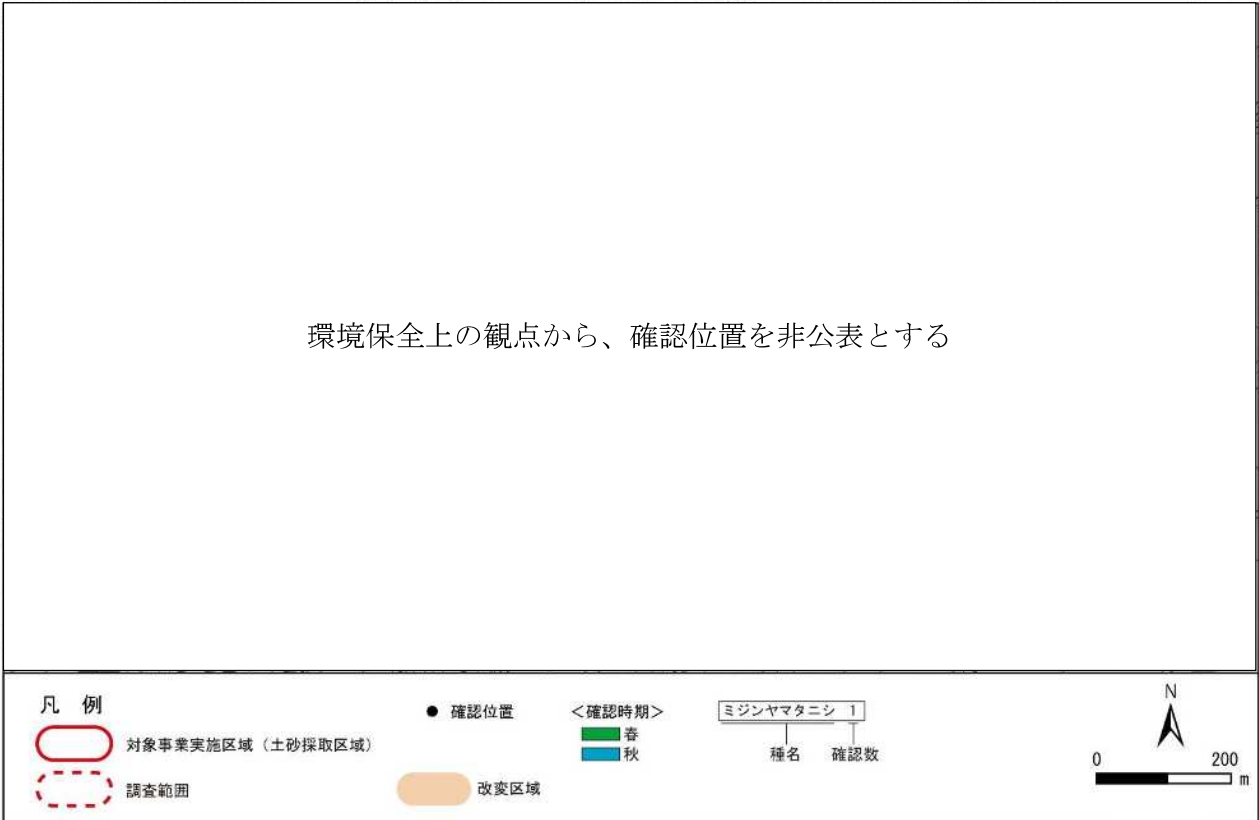 環境保全上の観点から、確認位置を非公表とする
凡 例
対象事業実施区域（土砂採取区域）
調査範囲
● 確認位置
改変区域
＜確認時期＞
春
秋
ミジンヤマタニシ 1
種名 確認数
N
0 200
m